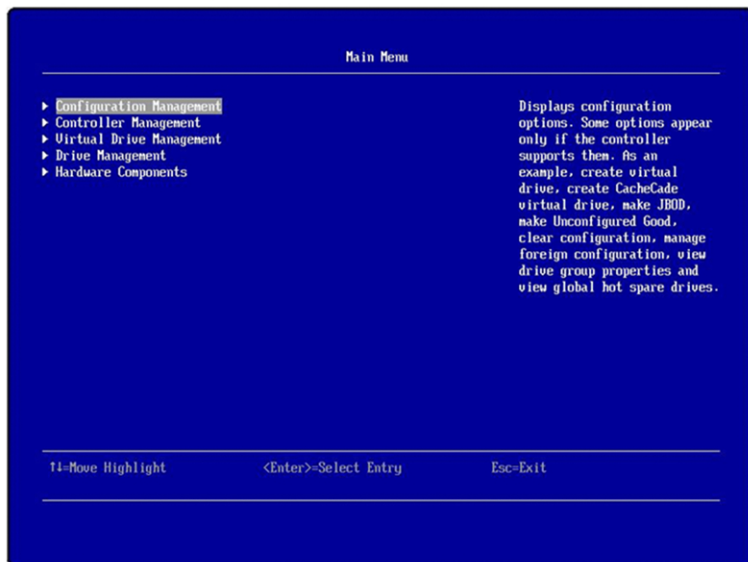 Main Menu
▶ Configuration Management
▶ Controller Management
▶ Virtual Drive Management
▶ Drive Management
▶ Hardware Components
Displays configuration
options. Some options appear
only if the controller
supports them. As an
example, create virtual
drive, create CacheCade
virtual drive, make JBOD,
make Unconfigured Good,
clear configuration, manage
foreign configuration, view
drive group properties and
view global hot spare drives.
↑↓=Move Highlight
<Enter>=Select Entry
Esc=Exit